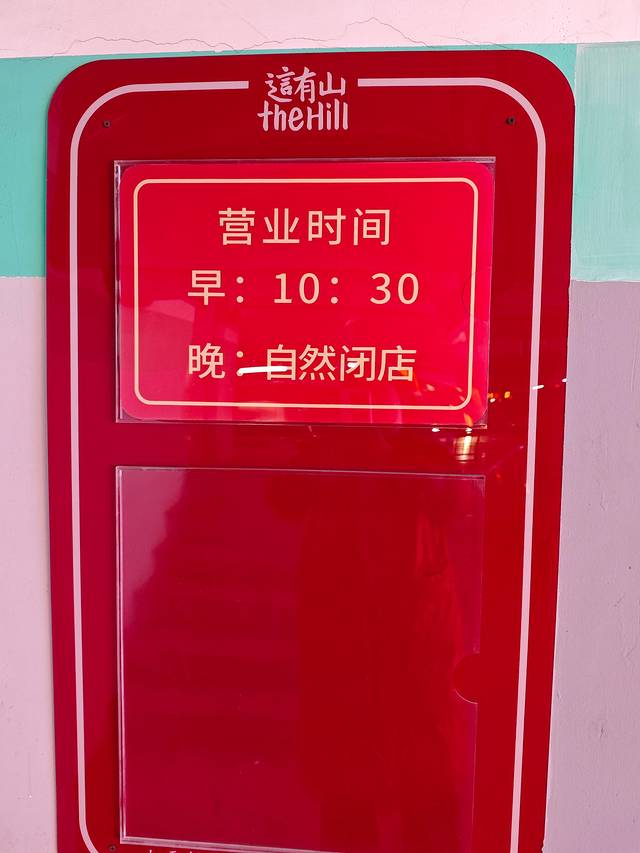 這有山
theHill
营业时间
早：10：30
晚：自然闭店